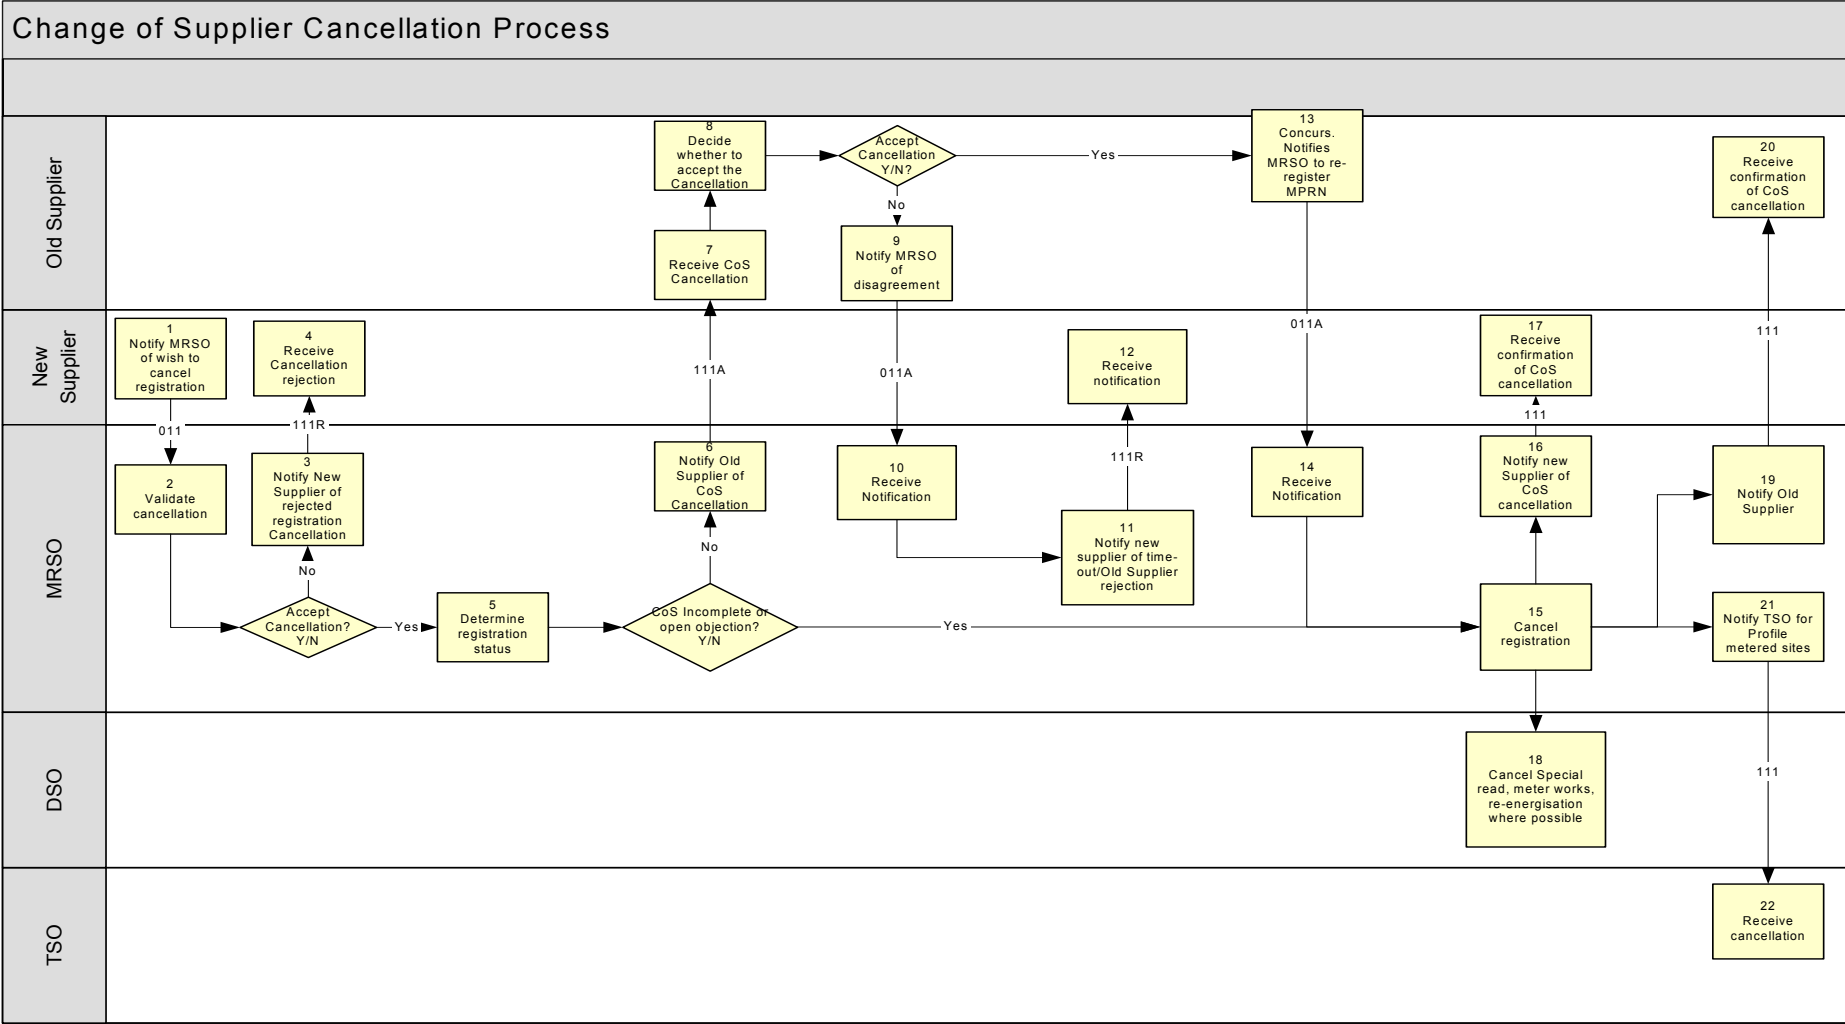 Change of Supplier Cancellation Process
Old Supplier
8
Decide
whether to
accept the
Cancellation
Accept
Cancellation
Y/N?
Yes
No
13
Concurs.
Notifies
MRSO to re-
register
MPRN
20
Receive
confirmation
of CoS
cancellation
7
Receive CoS
Cancellation
9
Notify MRSO
of
disagreement
New
Supplier
1
Notify MRSO
of wish to
cancel
registration
4
Receive
Cancellation
rejection
111A
011A
12
Receive
notification
011A
17
Receive
confirmation
of CoS
cancellation
111
011
111R
111
MRSO
2
Validate
cancellation
3
Notify New
Supplier of
rejected
registration
Cancellation
No
Accept
Cancellation?
Y/N
Yes
5
Determine
registration
status
6
Notify Old
Supplier of
CoS
Cancellation
No
CoS Incomplete or
open objection?
Y/N
Yes
10
Receive
Notification
111R
11
Notify new
supplier of time-
out/Old Supplier
rejection
14
Receive
Notification
16
Notify new
Supplier of
CoS
cancellation
15
Cancel
registration
19
Notify Old
Supplier
21
Notify TSO for
Profile
metered sites
DSO
18
Cancel Special
read, meter works,
re-energisation
where possible
111
TSO
22
Receive
cancellation